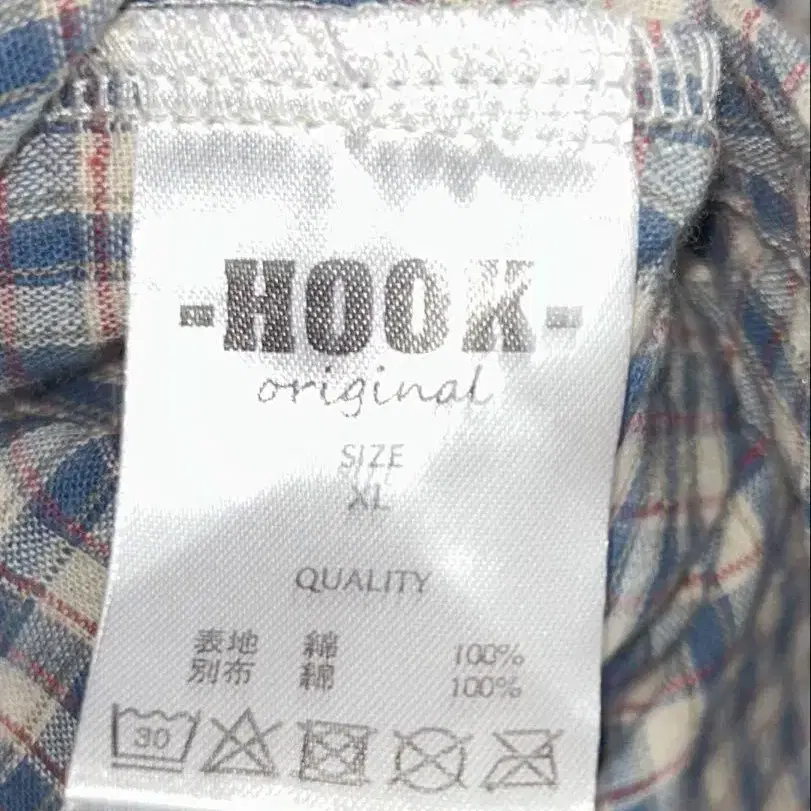 -HOOK-
original
SIZE
XL
QUALITY
表地 綿 100%
別布 綿 100%
30